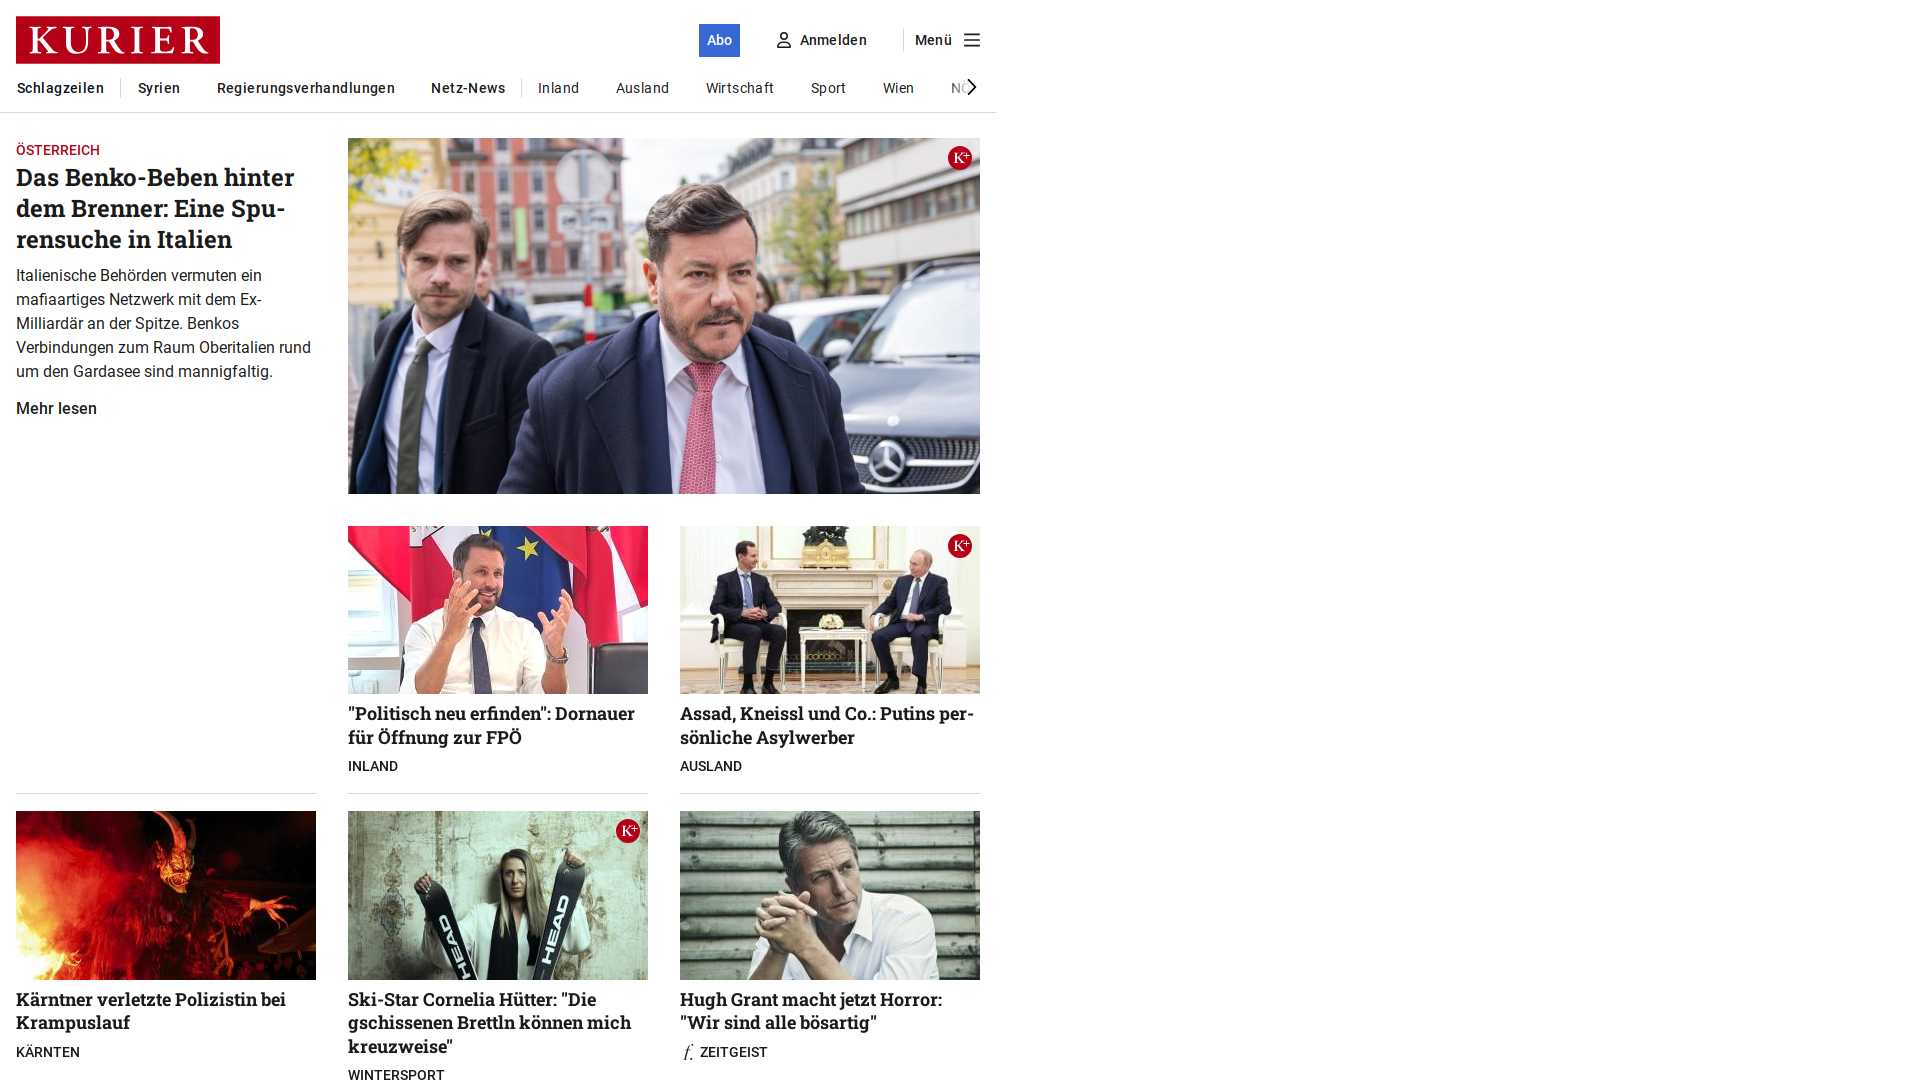 KURIER
Abo
Anmelden
Menü
Schlagzeilen
Syrien
Regierungsverhandlungen
Netz-News
Inland
Ausland
Wirtschaft
Sport
Wien
ÖSTERREICH
Das Benko-Beben hinter
dem Brenner: Eine Spu-
rensuche in Italien
Italienische Behörden vermuten ein
mafiaartiges Netzwerk mit dem Ex-
Milliardär an der Spitze. Benkos
Verbindungen zum Raum Oberitalien rund
um den Gardasee sind mannigfaltig.
Mehr lesen
K+
K+
"Politisch neu erfinden": Dornauer
für Öffnung zur FPÖ
INLAND
Assad, Kneissl und Co.: Putins per-
sönliche Asylwerber
AUSLAND
K+
HEAD
HEAD
Kärntner verletzte Polizistin bei
Krampuslauf
KÄRNTEN
Ski-Star Cornelia Hütter: "Die
gschissenen Brettln können mich
kreuzweise"
WINTERSPORT
Hugh Grant macht jetzt Horror:
"Wir sind alle bösartig"
f. ZEITGEIST